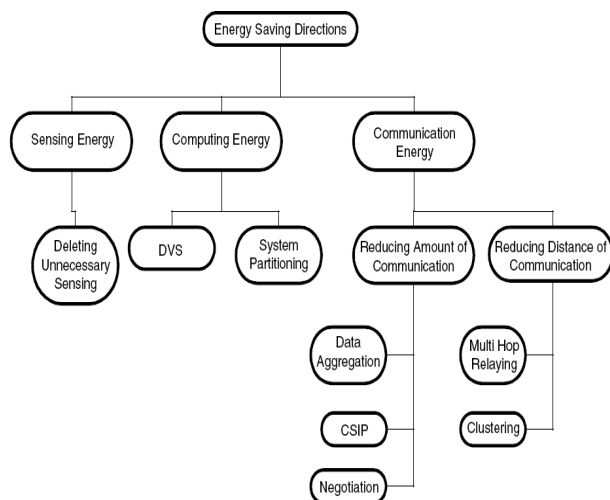 Energy Saving Directions
Sensing Energy
Computing Energy
Communication
Energy
Deleting
Unnecessary
Sensing
DVS
System
Partitioning
Reducing Amount of
Communication
Reducing Distance of
Communication
Data
Aggregation
Multi Hop
Relaying
CSIP
Clustering
Negotiation